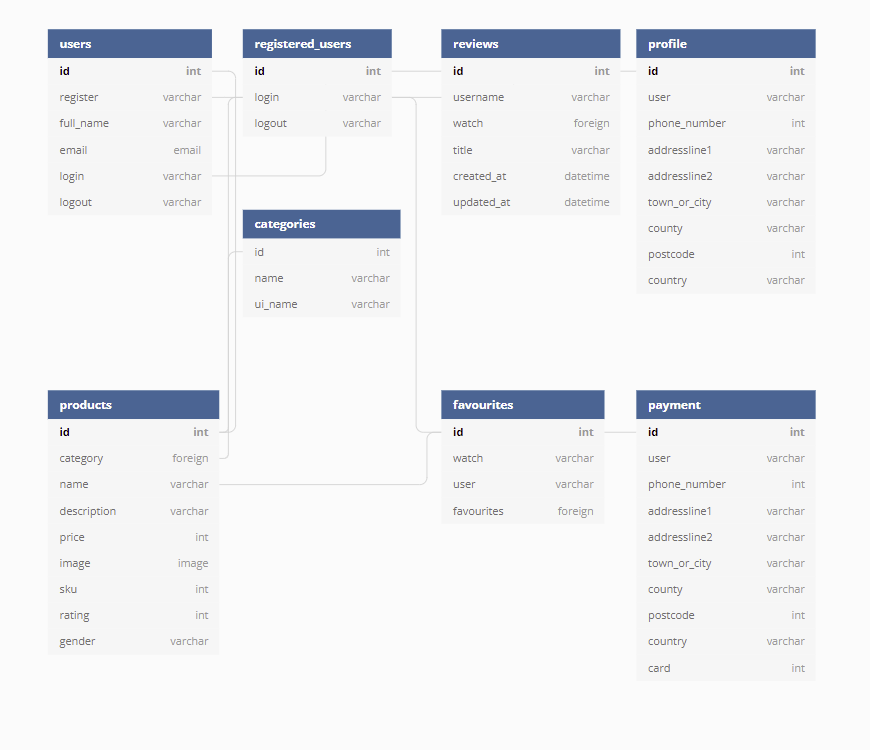 users
id int
register varchar
full_name varchar
email email
login varchar
logout varchar
registered_users
id int
login varchar
logout varchar
reviews
id int
username varchar
watch foreign
title varchar
created_at datetime
updated_at datetime
profile
id int
user varchar
phone_number int
addressline1 varchar
addressline2 varchar
town_or_city varchar
county varchar
postcode int
country varchar
categories
id int
name varchar
ui_name varchar
products
id int
category foreign
name varchar
description varchar
price int
image image
sku int
rating int
gender varchar
favourites
id int
watch varchar
user varchar
favourites foreign
payment
id int
user varchar
phone_number int
addressline1 varchar
addressline2 varchar
town_or_city varchar
county varchar
postcode int
country varchar
card int